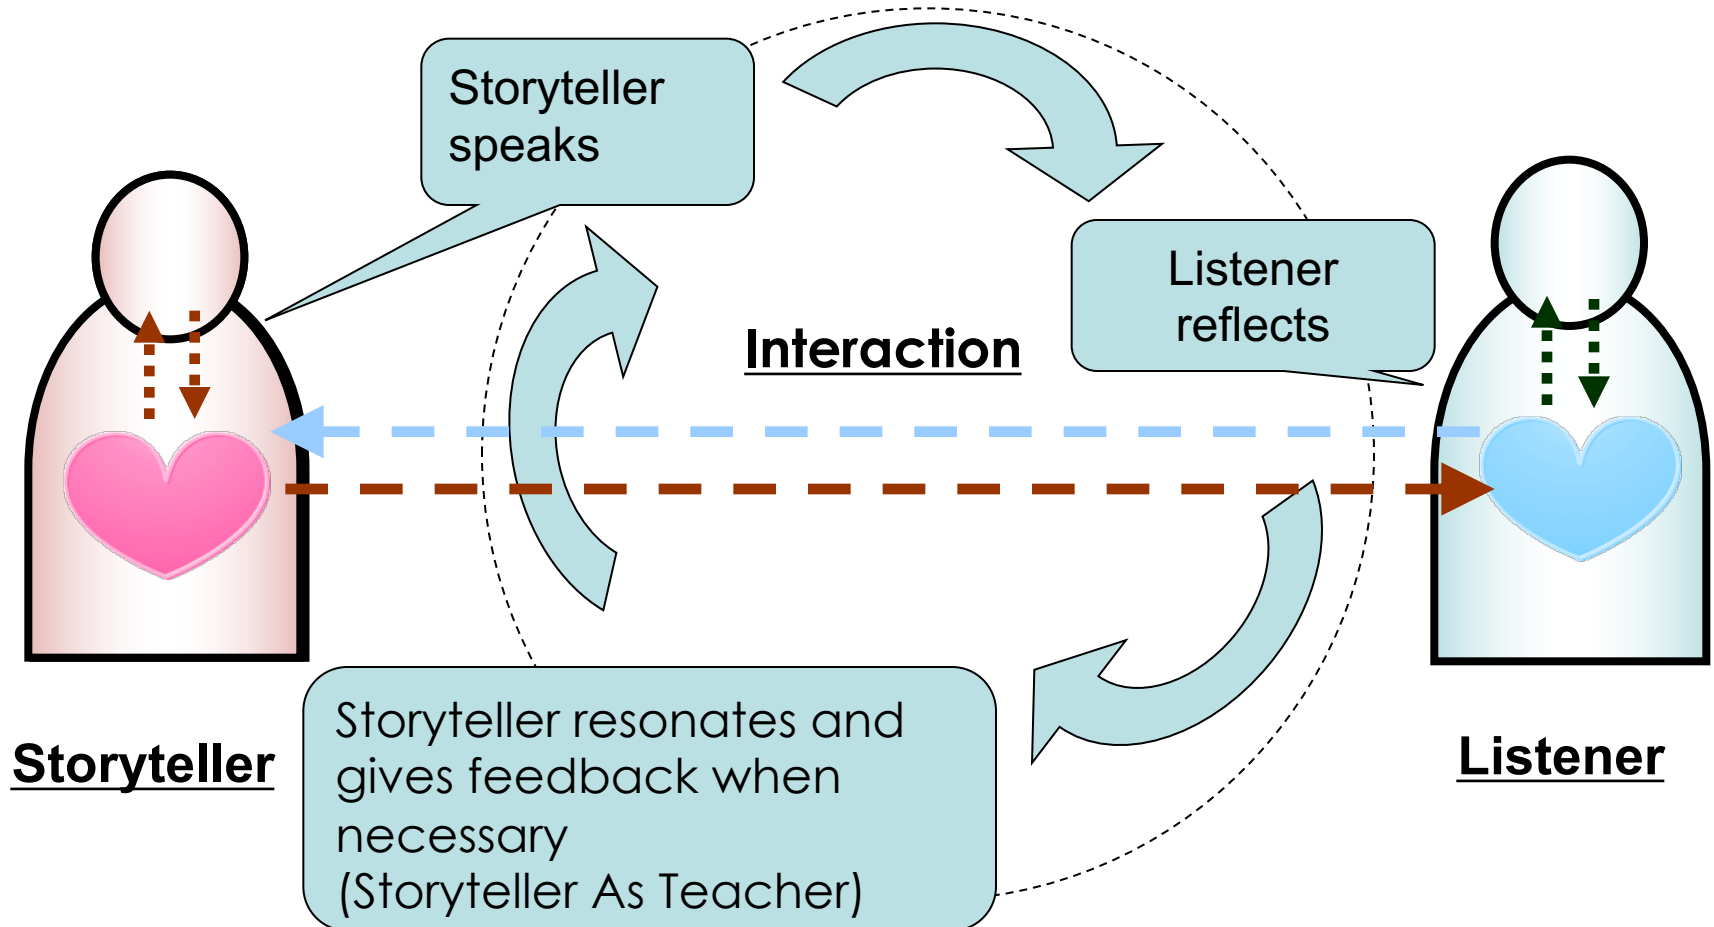 Storyteller
speaks
Listener
reflects
Interaction
Storyteller resonates and
gives feedback when
necessary
(Storyteller As Teacher)
Storyteller
Listener